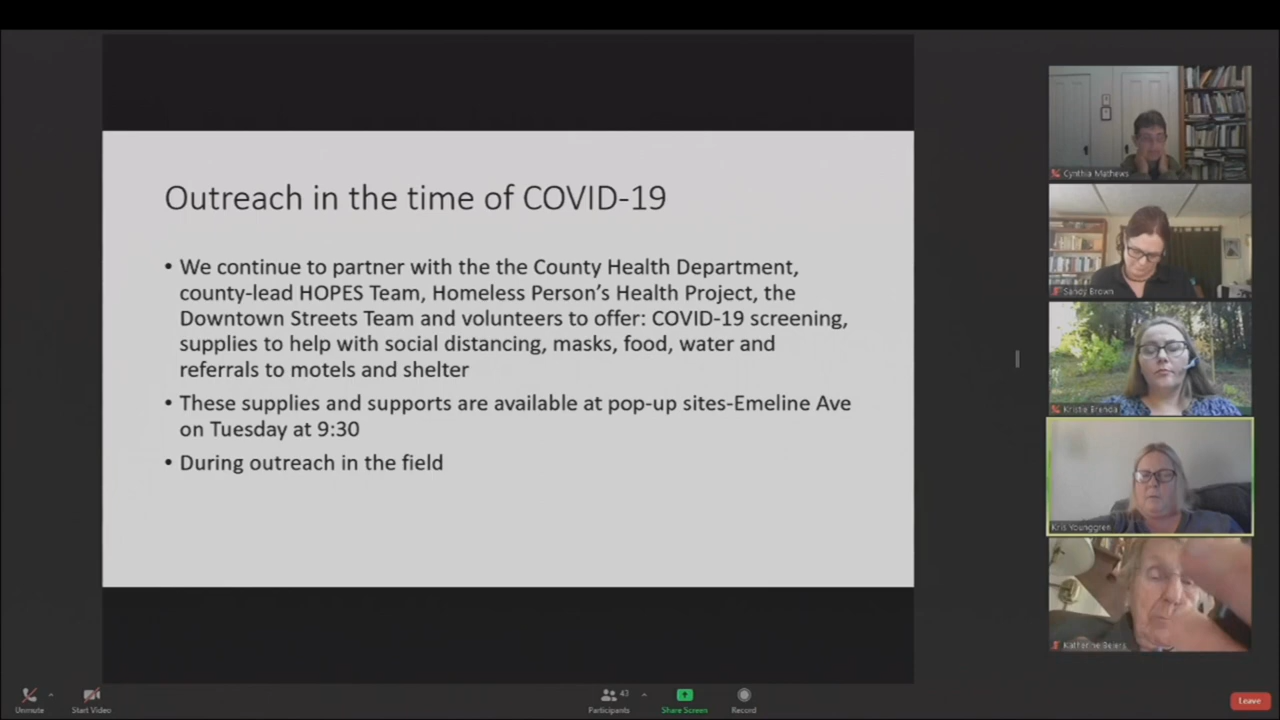 Outreach in the time of COVID-19
• We continue to partner with the the County Health Department,
county-lead HOPES Team, Homeless Person's Health Project, the
Downtown Streets Team and volunteers to offer: COVID-19 screening,
supplies to help with social distancing, masks, food, water and
referrals to motels and shelter
• These supplies and supports are available at pop-up sites-Emeline Ave
on Tuesday at 9:30
• During outreach in the field
Cynthia Mathews
Sandy Brown
Kristie Brenda
Kris Younggren
Katherine Beiers
Unmute
Start Video
43
Participants
Share Screen
Record
Leave